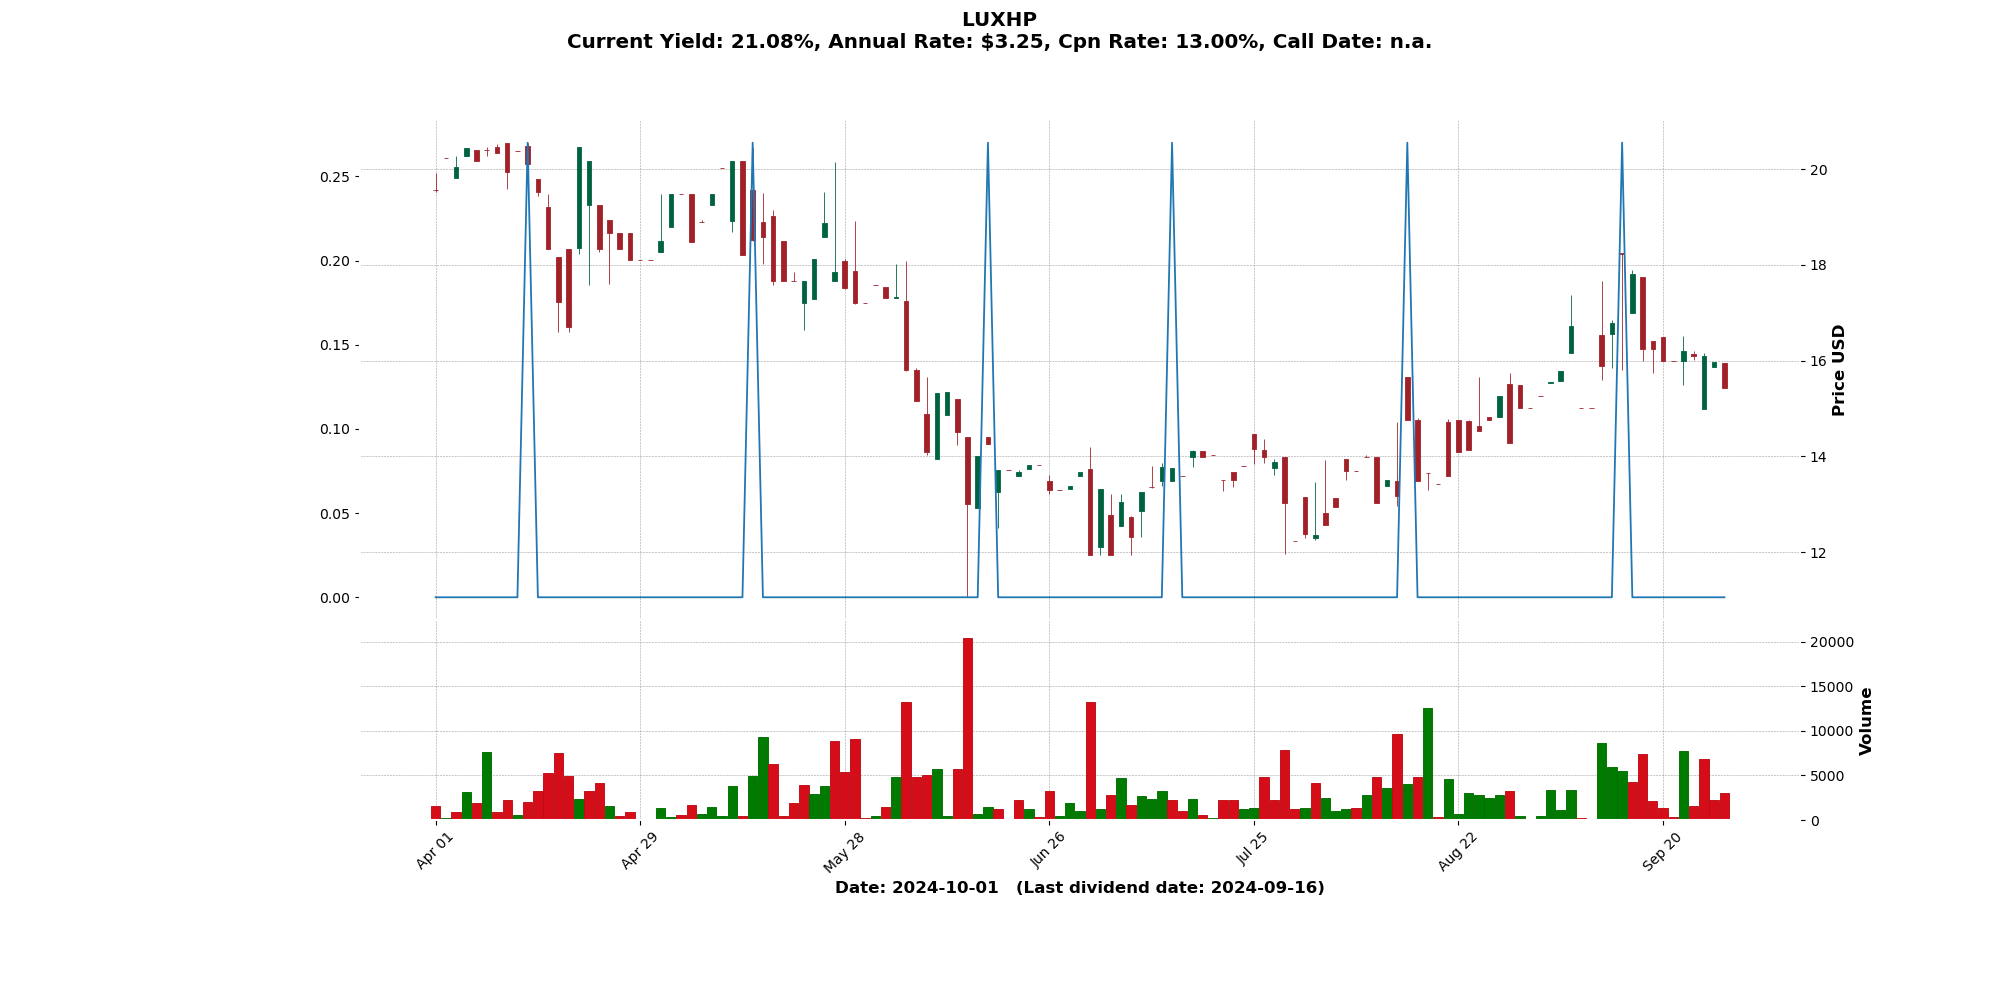 LUXHP
Current Yield: 21.08%, Annual Rate: $3.25, Cpn Rate: 13.00%, Call Date: n.a.
0.25
0.20
0.15
0.10
0.05
0.00
20
18
16
14
12
Price USD
20000
15000
10000
5000
0
Volume
Apr 01
Apr 29
May 28
Jun 26
Jul 25
Aug 22
Sep 20
Date: 2024-10-01 (Last dividend date: 2024-09-16)